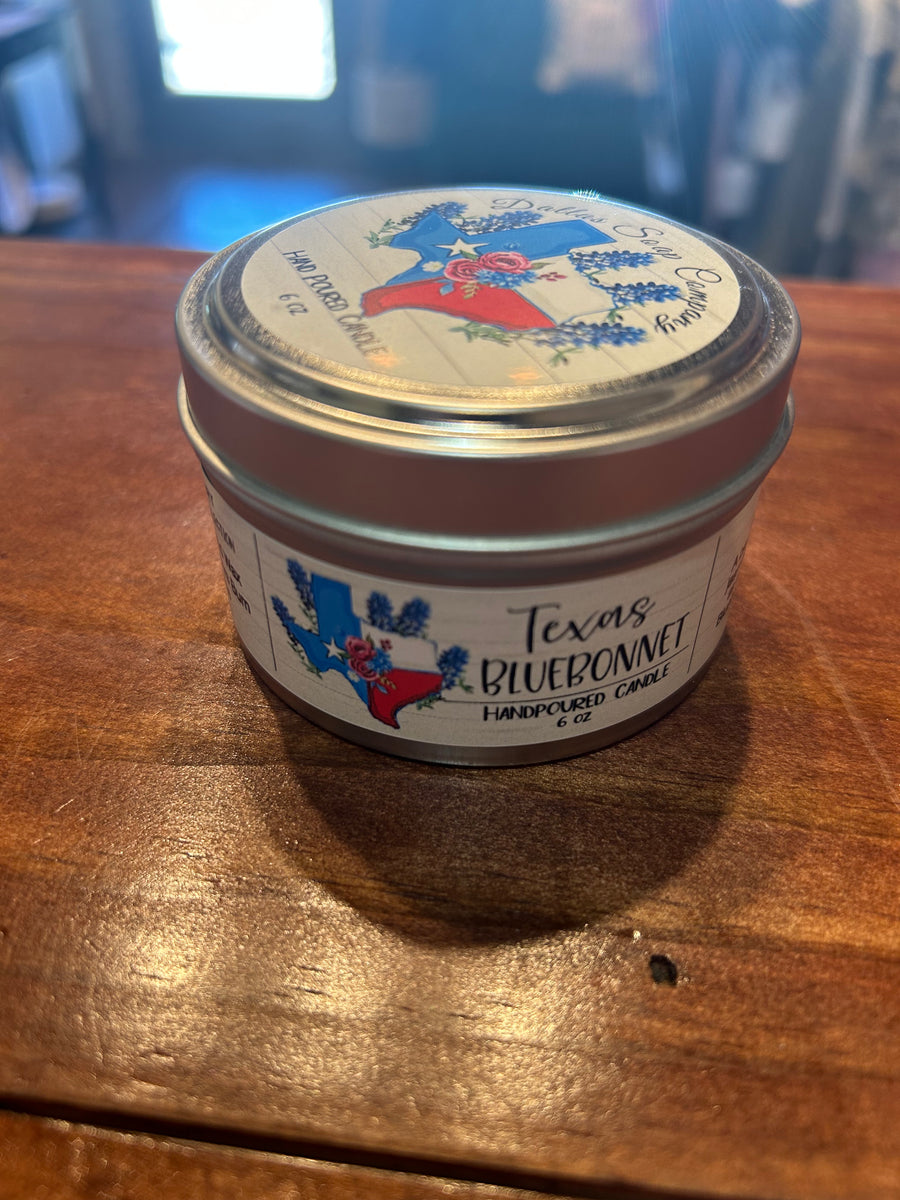 Dallas Soap Company
HAND POURED CANDLE
6 OZ
Texas
BLUEBONNET
HANDPOURED CANDLE
6 OZ